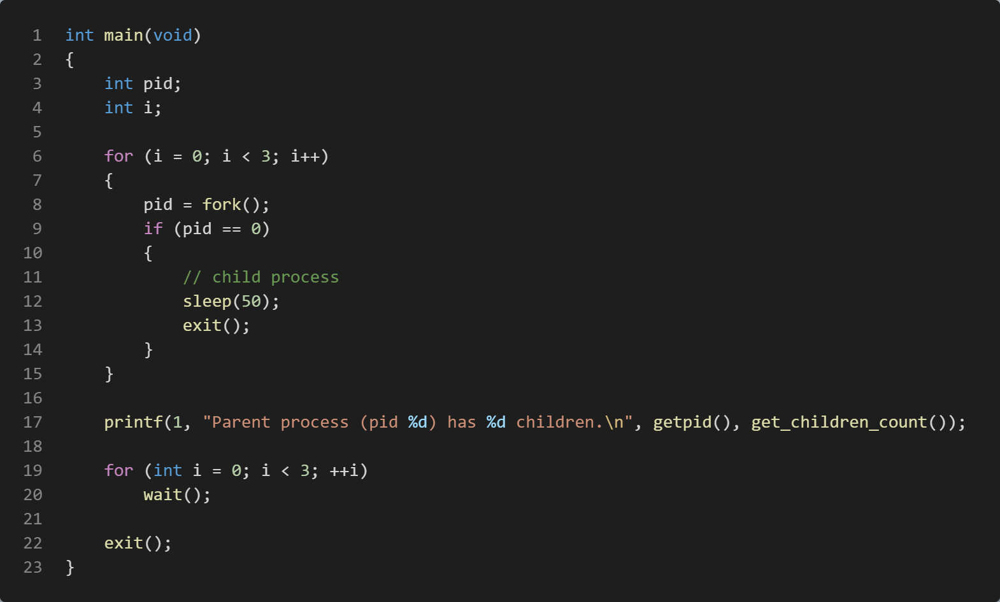 1 int main(void)
2 {
3     int pid;
4     int i;
5
6     for (i = 0; i < 3; i++)
7     {
8         pid = fork();
9         if (pid == 0)
10         {
11             // child process
12             sleep(50);
13             exit();
14         }
15     }
16
17     printf(1, "Parent process (pid %d) has %d children.\n", getpid(), get_children_count());
18
19     for (int i = 0; i < 3; ++i)
20         wait();
21
22     exit();
23 }